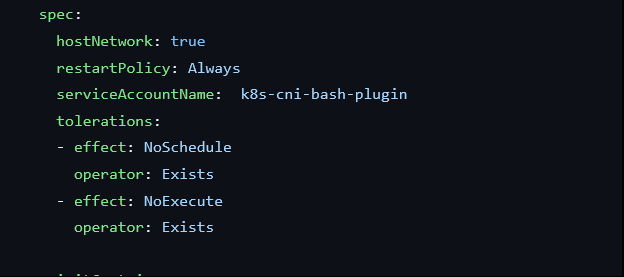 spec:
  hostNetwork: true
  restartPolicy: Always
  serviceAccountName:  k8s-cni-bash-plugin
  tolerations:
  - effect: NoSchedule
    operator: Exists
  - effect: NoExecute
    operator: Exists